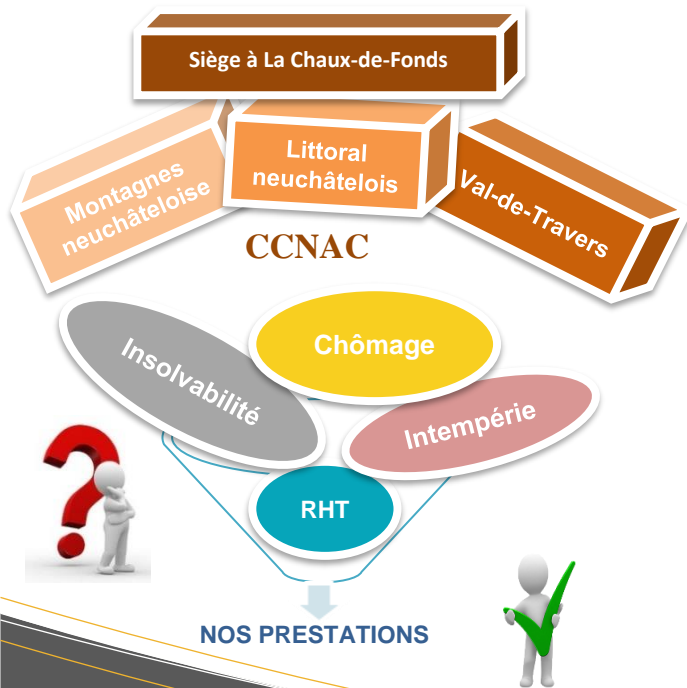 Siège à La Chaux-de-Fonds
Montagnes
neuchâteloise
Littoral
neuchâtelois
Val-de-Travers
CCNAC
Insolvabilité
Chômage
Intempérie
RHT
NOS PRESTATIONS